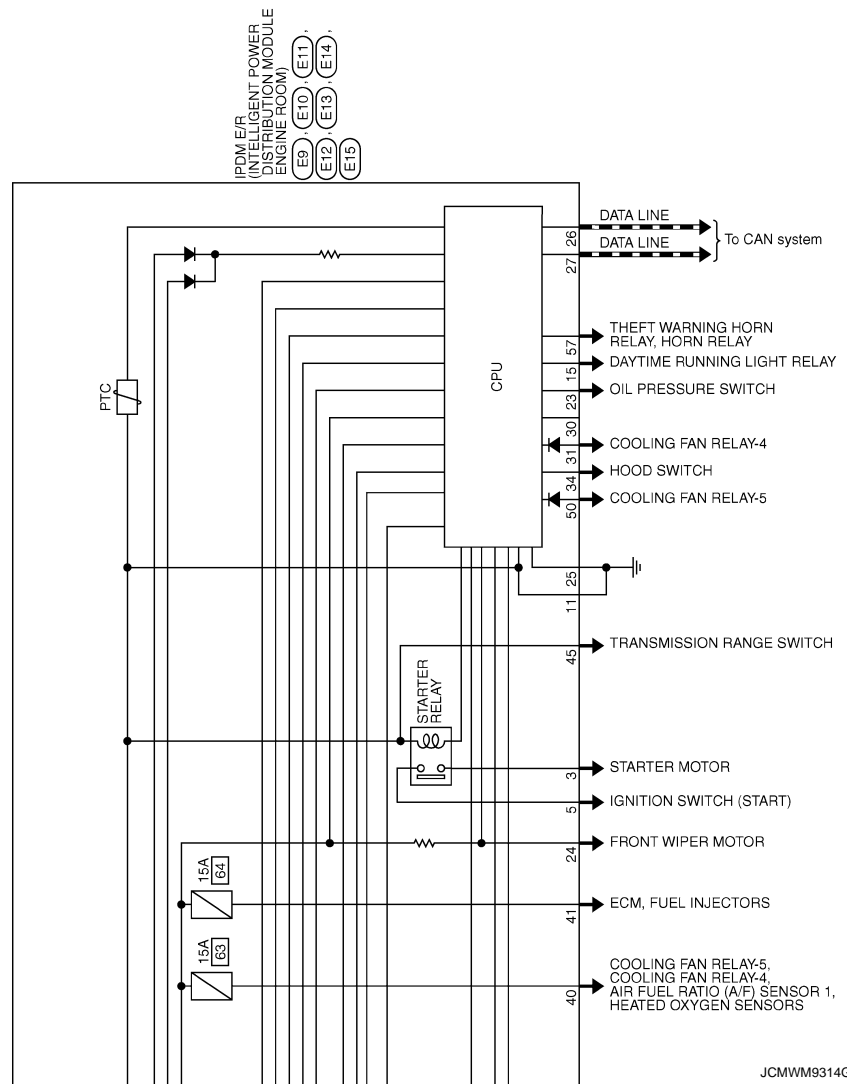 IPDM E/R
(INTELLIGENT POWER
DISTRIBUTION MODULE
ENGINE ROOM)
E9 , E10 , E11 ,
E12 , E13 , E14 ,
E15
DATA LINE
26
DATA LINE
27
To CAN system
THEFT WARNING HORN
RELAY, HORN RELAY
57
DAYTIME RUNNING LIGHT RELAY
15
OIL PRESSURE SWITCH
23
CPU
PTC
30
COOLING FAN RELAY-4
31
HOOD SWITCH
34
COOLING FAN RELAY-5
50
25
11
TRANSMISSION RANGE SWITCH
45
STARTER
RELAY
STARTER MOTOR
3
IGNITION SWITCH (START)
5
FRONT WIPER MOTOR
24
15A
64
ECM, FUEL INJECTORS
41
15A
63
COOLING FAN RELAY-5,
COOLING FAN RELAY-4,
AIR FUEL RATIO (A/F) SENSOR 1,
HEATED OXYGEN SENSORS
40
JCMWM9314G